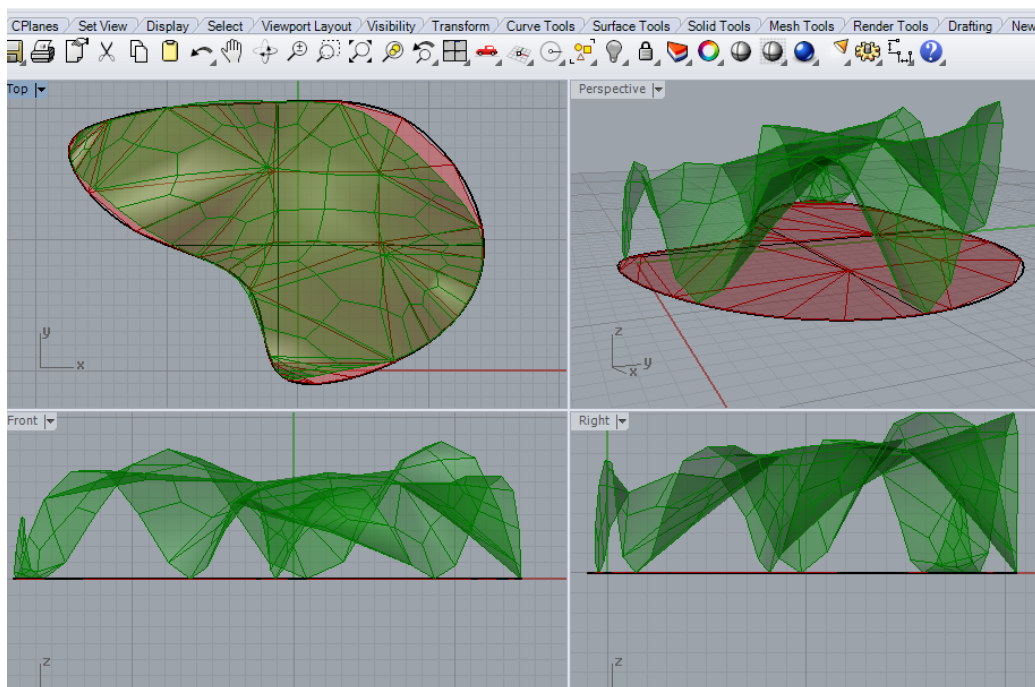 CPlanes Set View Display Select Viewport Layout Visibility Transform Curve Tools Surface Tools Solid Tools Mesh Tools Render Tools Drafting New
Top
Perspective
y
x
z
y
x
Front
Right
z
z